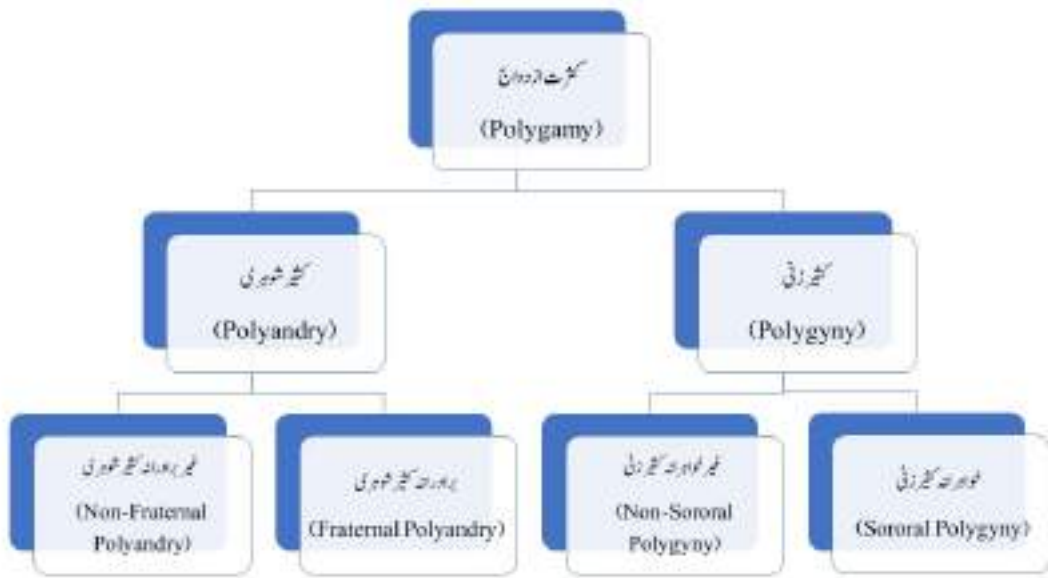 کثرت ازدواج
(Polygamy)
کثیر شوہری
(Polyandry)
کثیر زنی
(Polygyny)
غیر برادرانہ کثیر شوہری
(Non-Fraternal
Polyandry)
برادرانہ کثیر شوہری
(Fraternal Polyandry)
غیر خواہرانہ کثیر زنی
(Non-Sororal
Polygyny)
خواہرانہ کثیر زنی
(Sororal Polygyny)